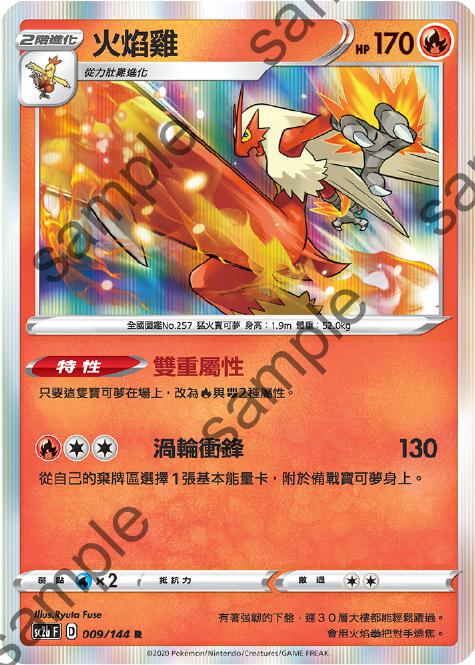 2階進化
火焰雞
HP 170
從力壯雞進化
全國圖鑑No.257 猛火寶可夢 身高：1.9m 體重：52.0kg
特性 雙重屬性
只要這隻寶可夢在場上，改為與2種屬性。
渦輪衝鋒 130
從自己的棄牌區選擇1張基本能量卡，附於備戰寶可夢身上。
弱點 ×2 抵抗力 撤退
Illus.Ryuta Fuse
D 009/144 R
有著強韌的下盤，連30層大樓都能輕鬆躍過。
會用火焰拳把對手燒焦。
©2020 Pokémon/Nintendo/Creatures/GAME FREAK.
sample
sample
sample
sample
sample
sample
sample